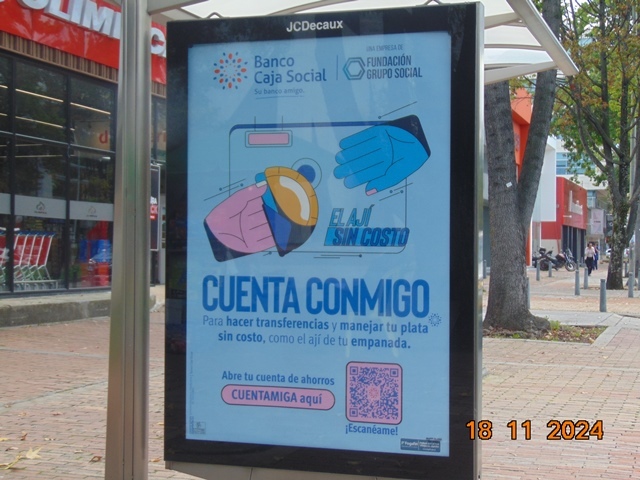 OLIMPICA
JCDecaux
Banco
Caja Social
Su banco amigo.
UNA EMPRESA DE
FUNDACIÓN
GRUPO SOCIAL
EL AJÍ
SIN COSTO
CUENTA CONMIGO
Para hacer transferencias y manejar tu plata
sin costo, como el ají de tu empanada.
Abre tu cuenta de ahorros
CUENTAMIGA aquí
¡Escanéame!
18 11 2024